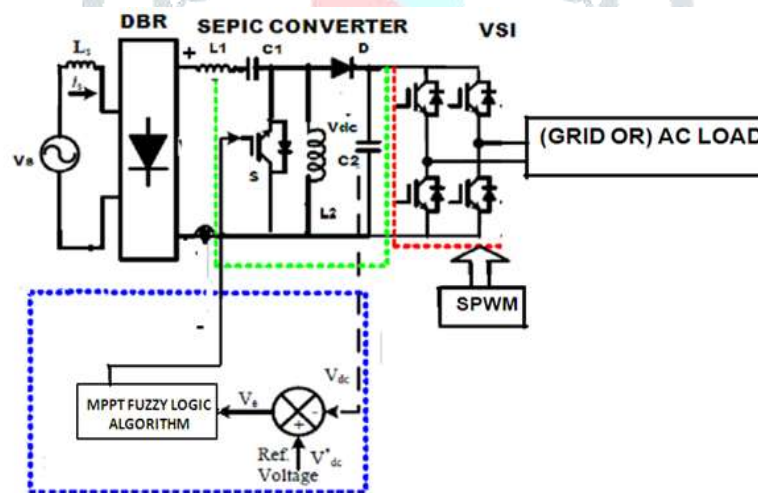 DBR
SEPIC CONVERTER
VSI
Ls
is
Vs
+
L1
C1
D
S
L2
Vdc
C2
(GRID OR) AC LOAD
SPWM
-
MPPT FUZZY LOGIC
ALGORITHM
Ve
Vdc
-
+
Ref.
Voltage
V*dc